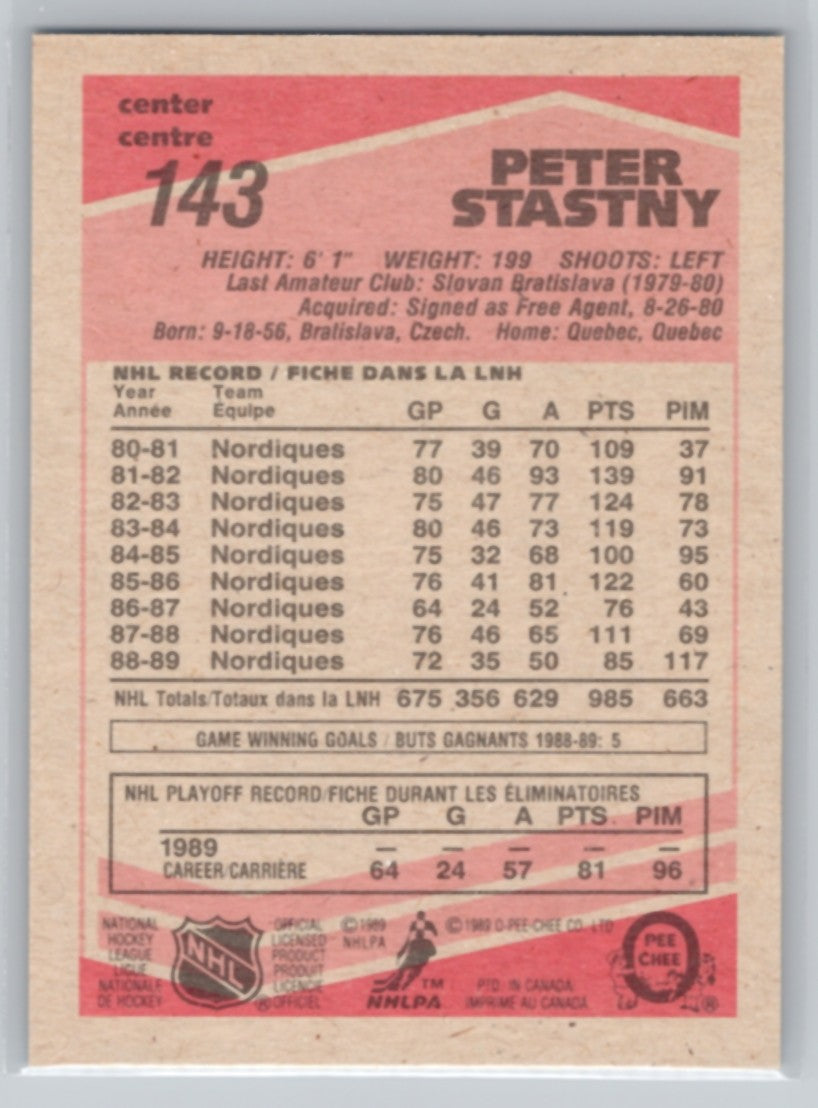 center
centre
143
PETER
STASTNY
HEIGHT: 6' 1" WEIGHT: 199 SHOOTS: LEFT
Last Amateur Club: Slovan Bratislava (1979-80)
Acquired: Signed as Free Agent, 8-26-80
Born: 9-18-56, Bratislava, Czech. Home: Quebec, Quebec
NHL RECORD / FICHE DANS LA LNH
Year Team
Année Équipe GP G A PTS PIM
80-81 Nordiques 77 39 70 109 37
81-82 Nordiques 80 46 93 139 91
82-83 Nordiques 75 47 77 124 78
83-84 Nordiques 80 46 73 119 73
84-85 Nordiques 75 32 68 100 95
85-86 Nordiques 76 41 81 122 60
86-87 Nordiques 64 24 52 76 43
87-88 Nordiques 76 46 65 111 69
88-89 Nordiques 72 35 50 85 117
NHL Totals/Totaux dans la LNH 675 356 629 985 663
GAME WINNING GOALS / BUTS GAGNANTS 1988-89: 5
NHL PLAYOFF RECORD/FICHE DURANT LES ÉLIMINATOIRES
GP G A PTS. PIM
1989 — — — — —
CAREER/CARRIÈRE 64 24 57 81 96
NATIONAL
HOCKEY
LEAGUE
LIGUE
NATIONALE
DE HOCKEY
NHL
OFFICIAL
LICENSED
PRODUCT
PRODUIT
LICENCIÉ
® OFFICIEL
© 1989
NHLPA
™
NHLPA
© 1989 O-PEE-CHEE CO. LTD
PTD. IN CANADA
IMPRIMÉ AU CANADA
O
PEE
CHEE
®